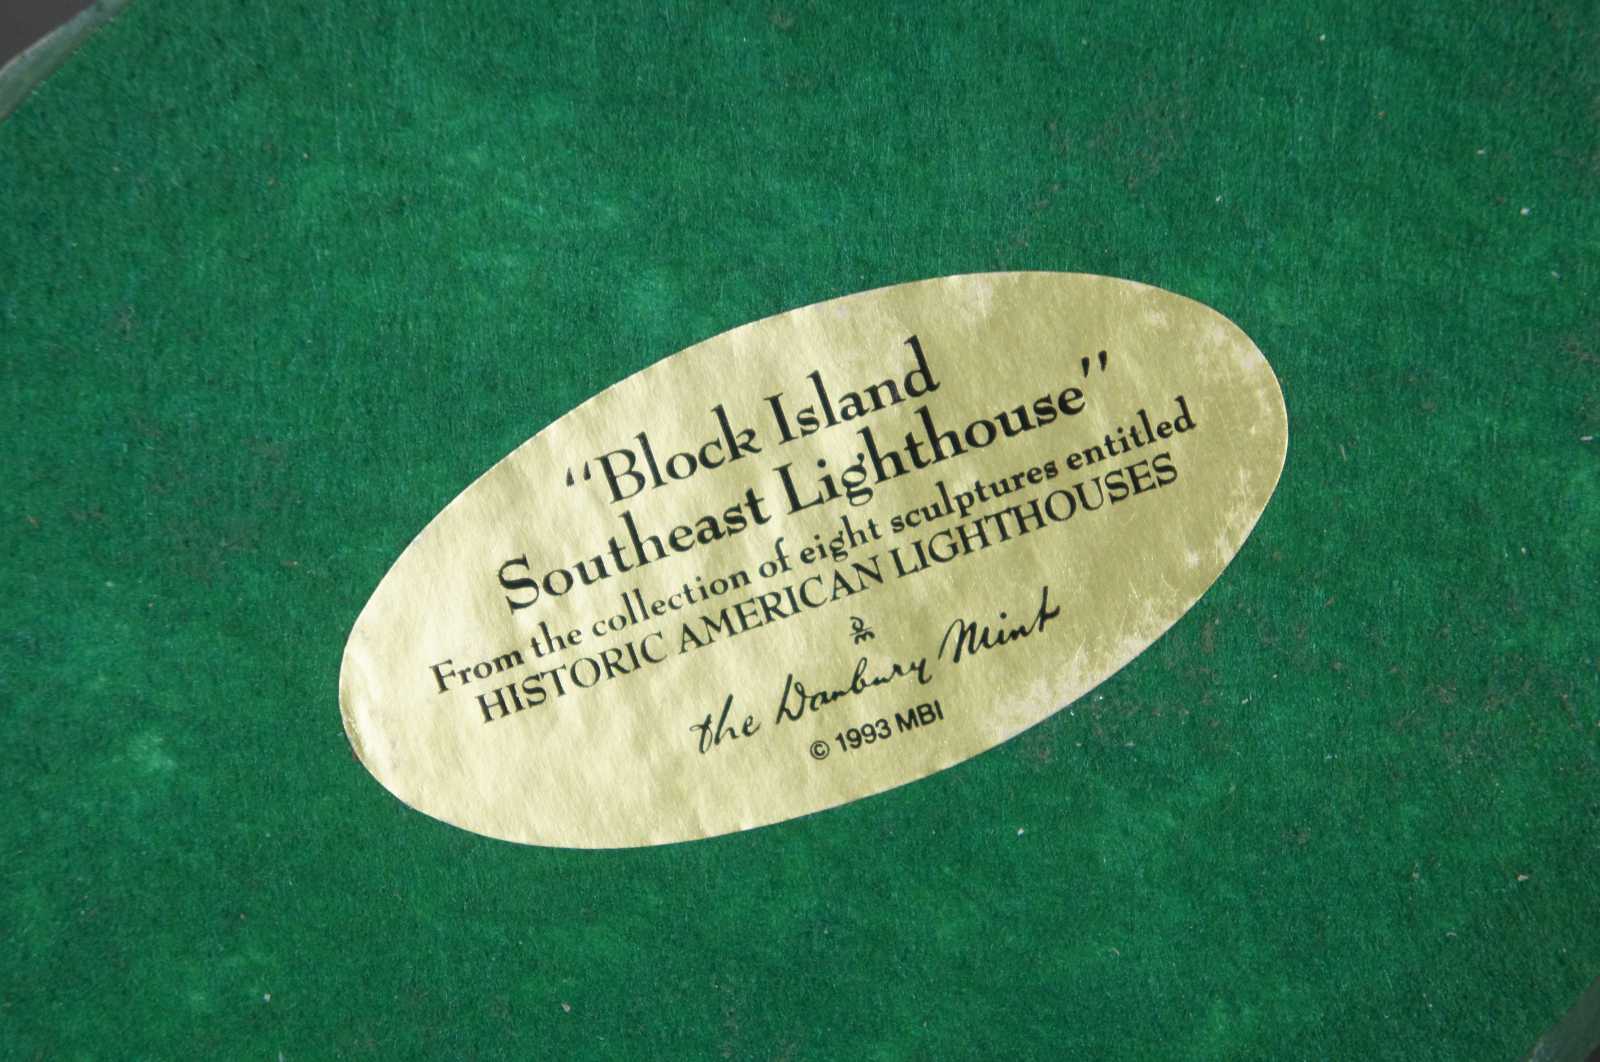 “Block Island
Southeast Lighthouse”
From the collection of eight sculptures entitled
HISTORIC AMERICAN LIGHTHOUSES
DM
the Danbury Mint
© 1993 MBI